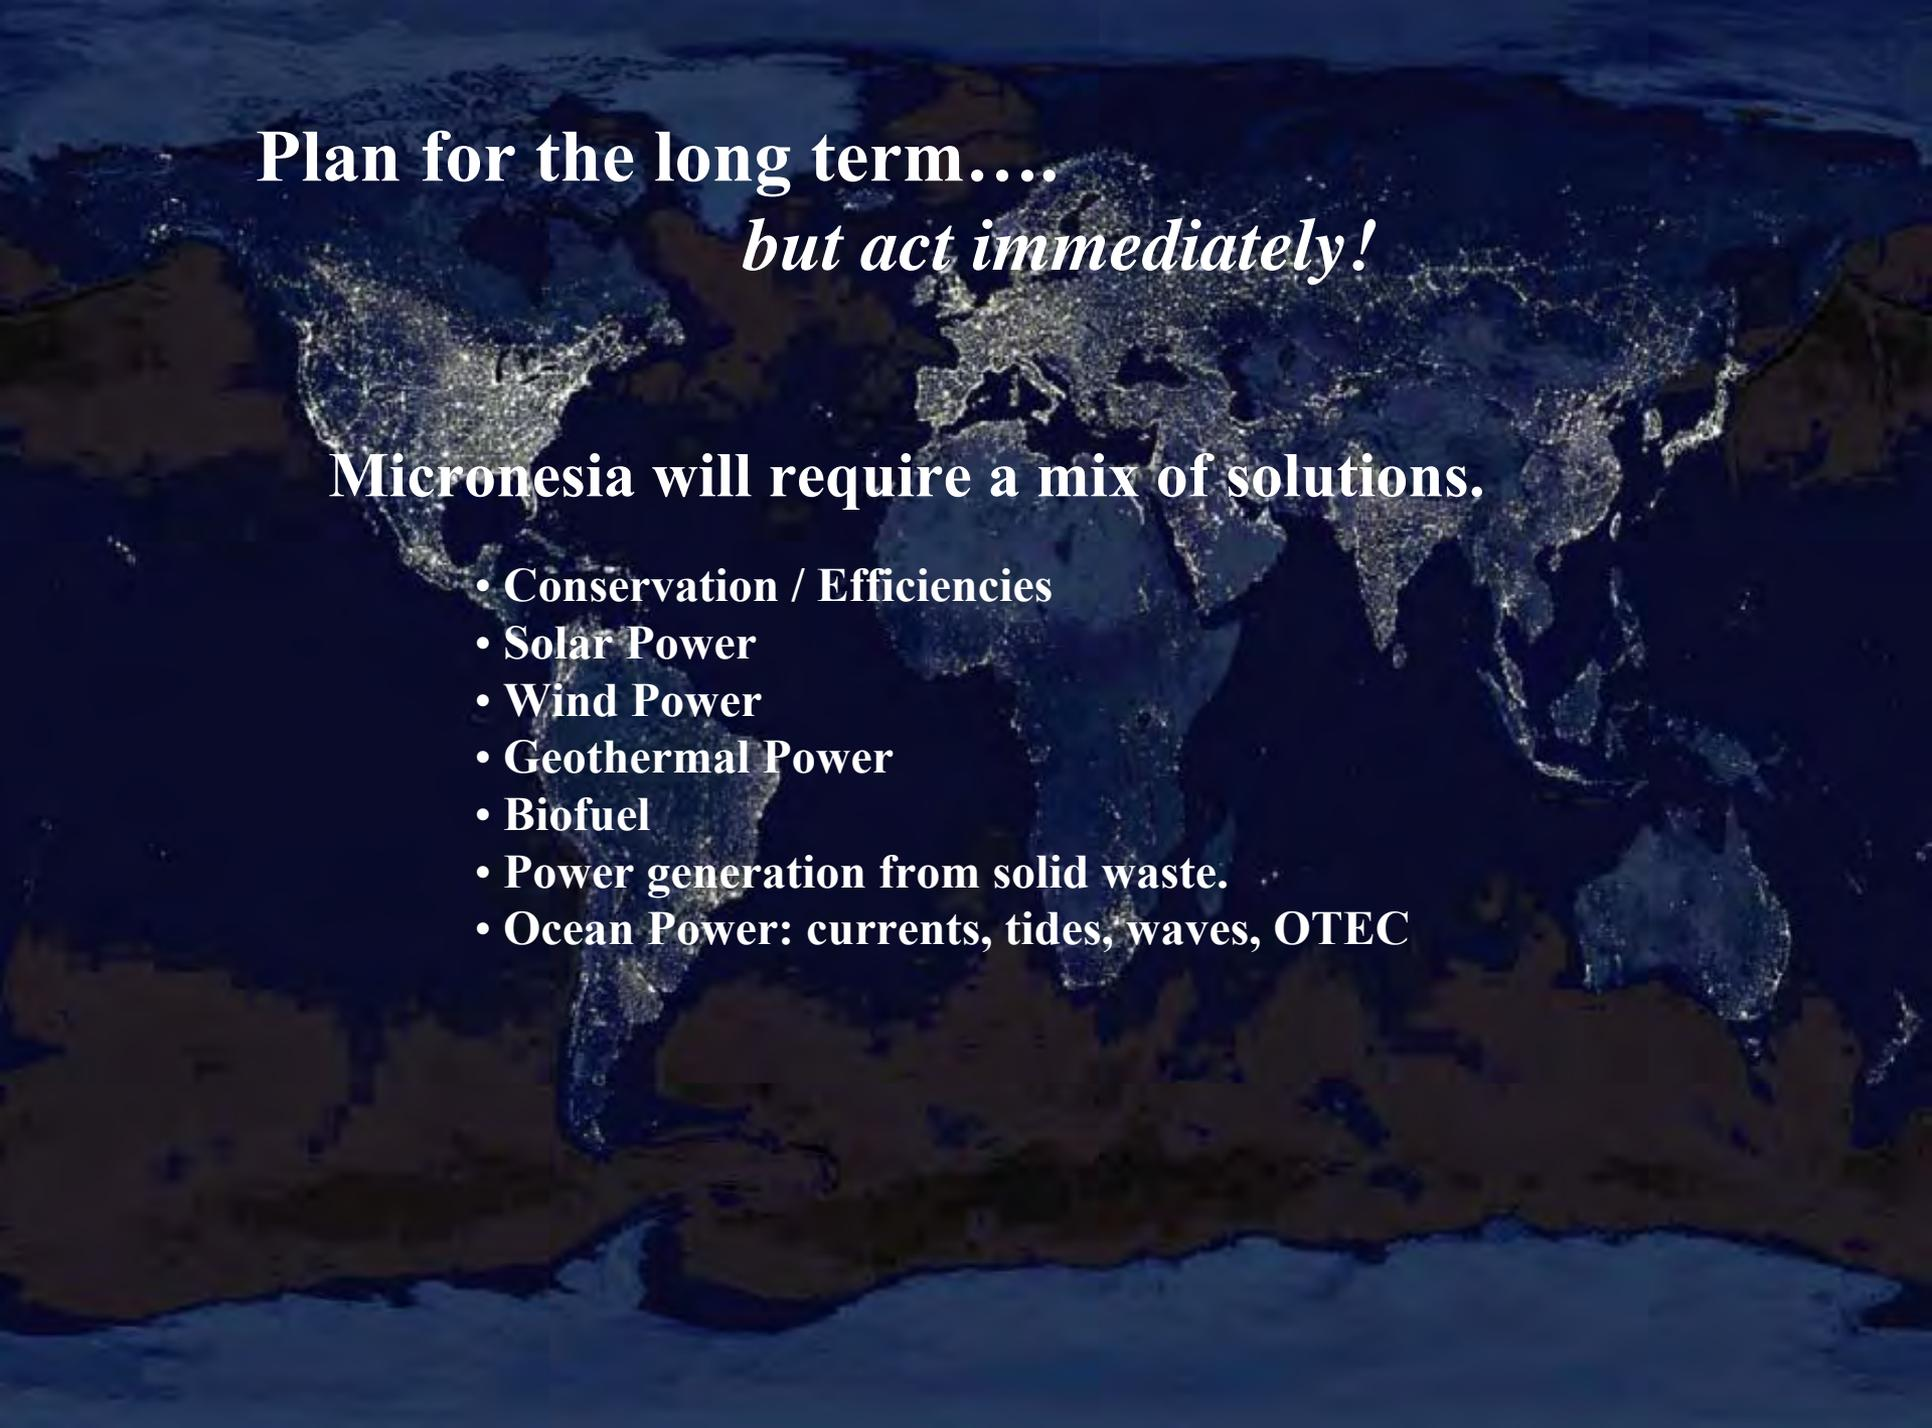 Plan for the long term….
but act immediately!
Micronesia will require a mix of solutions.
• Conservation / Efficiencies
• Solar Power
• Wind Power
• Geothermal Power
• Biofuel
• Power generation from solid waste.
• Ocean Power: currents, tides, waves, OTEC